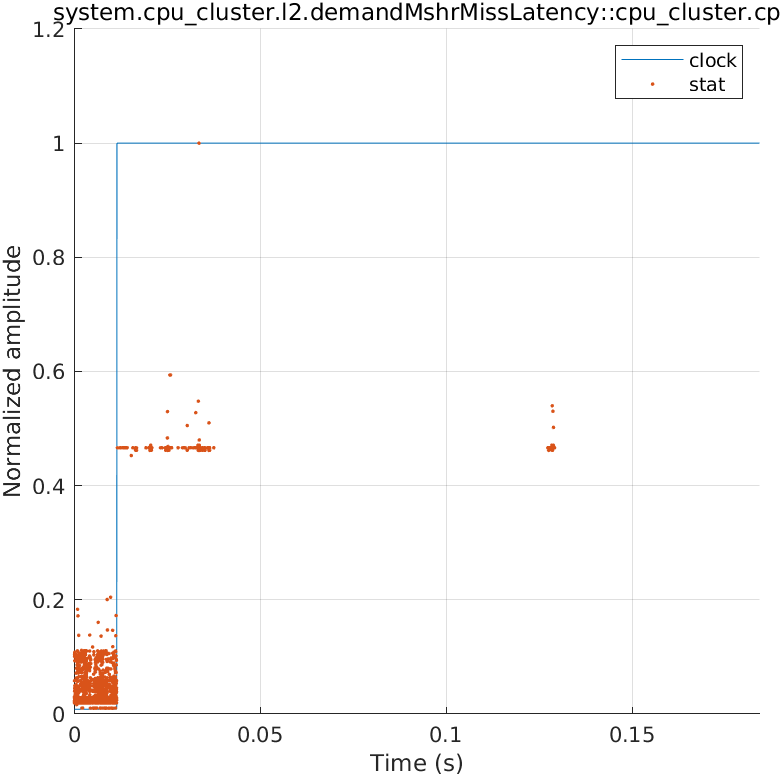 system.cpu_cluster.l2.demandMshrMissLatency::cpu_cluster.cp
1.2
1
0.8
0.6
0.4
0.2
0
Normalized amplitude
clock
stat
0
0.05
0.1
0.15
Time (s)